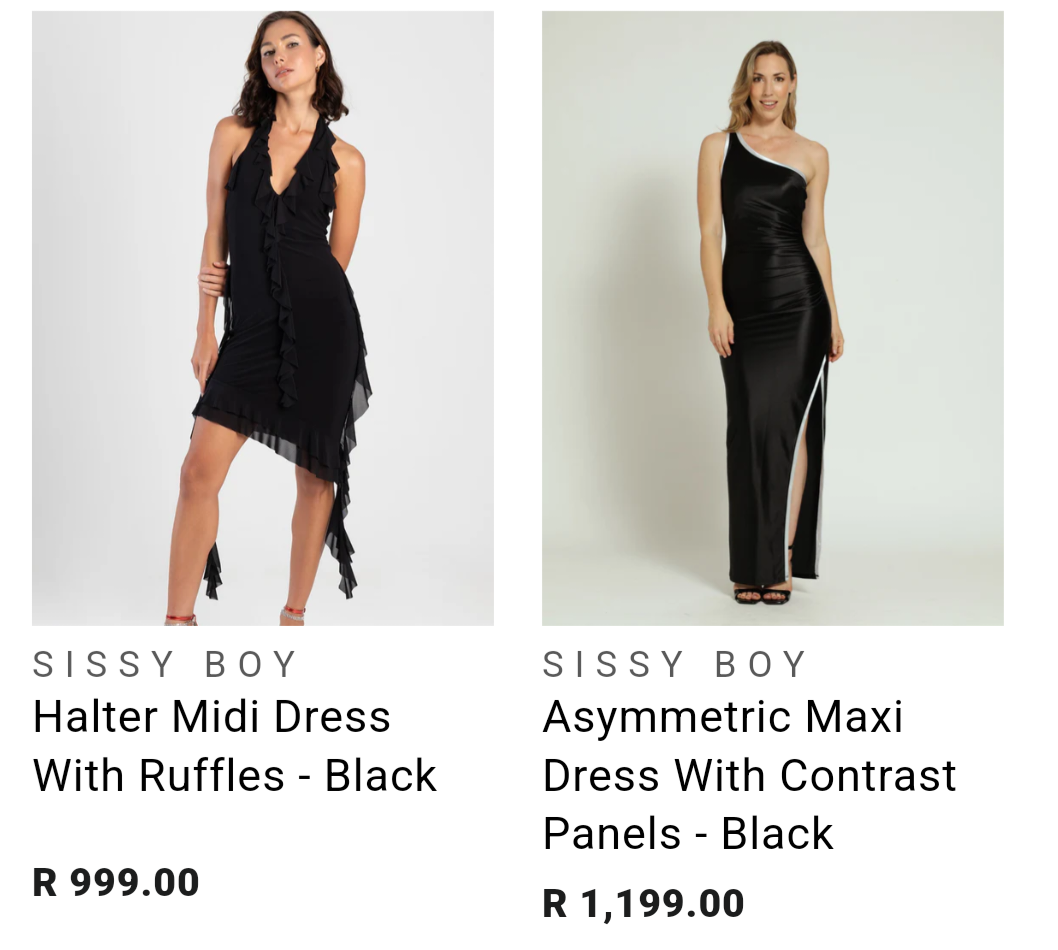 SISSY BOY
Halter Midi Dress
With Ruffles - Black
R 999.00
SISSY BOY
Asymmetric Maxi
Dress With Contrast
Panels - Black
R 1,199.00